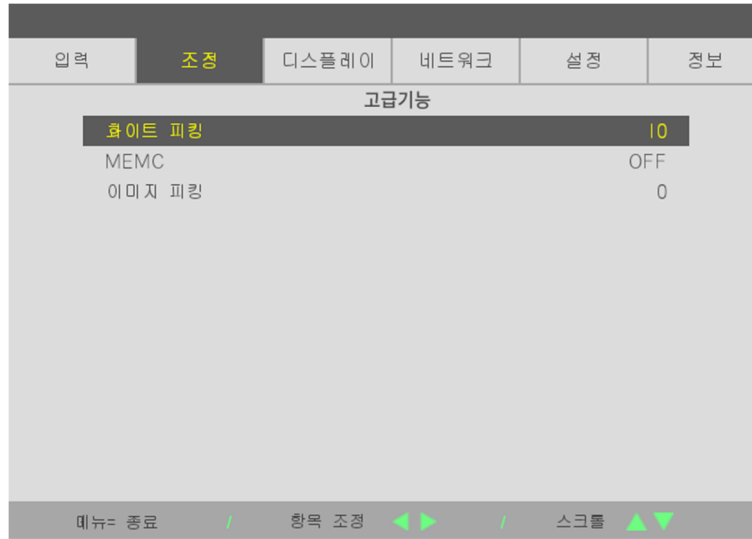 입력 조정 디스플레이 네트워크 설정 정보
고급기능
화이트 피킹 10
MEMC OFF
이미지 피킹 0
메뉴= 종료 / 항목 조정 ◀ ▶ / 스크롤 ▲ ▼